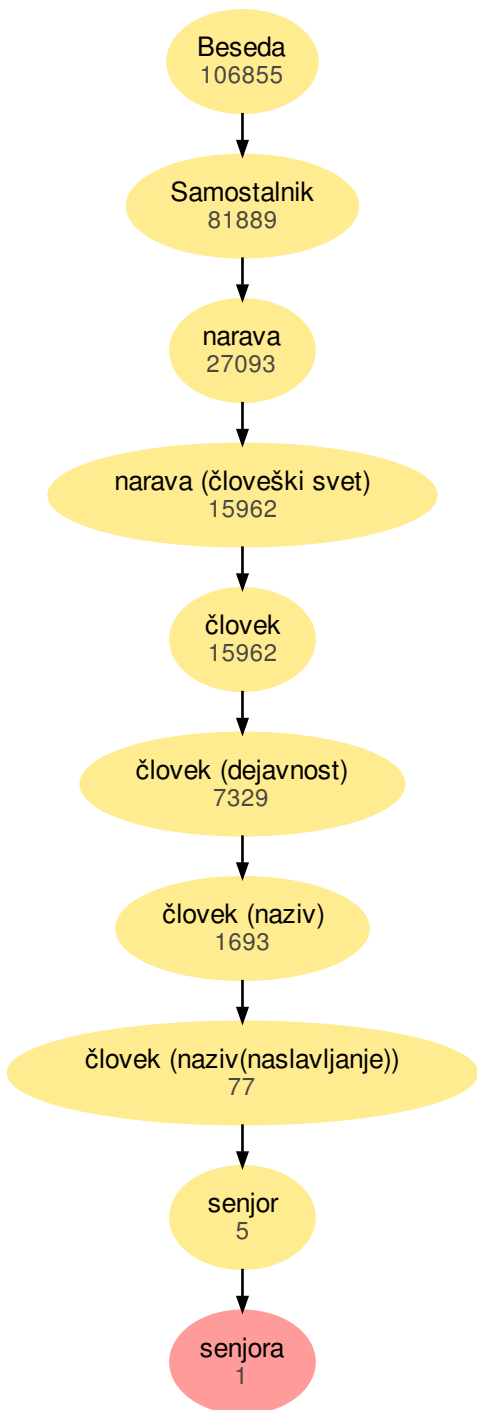 Beseda
106855
Samostalnik
81889
narava
27093
narava (človeški svet)
15962
človek
15962
človek (dejavnost)
7329
človek (naziv)
1693
človek (naziv(naslavljanje))
77
senjor
5
senjora
1